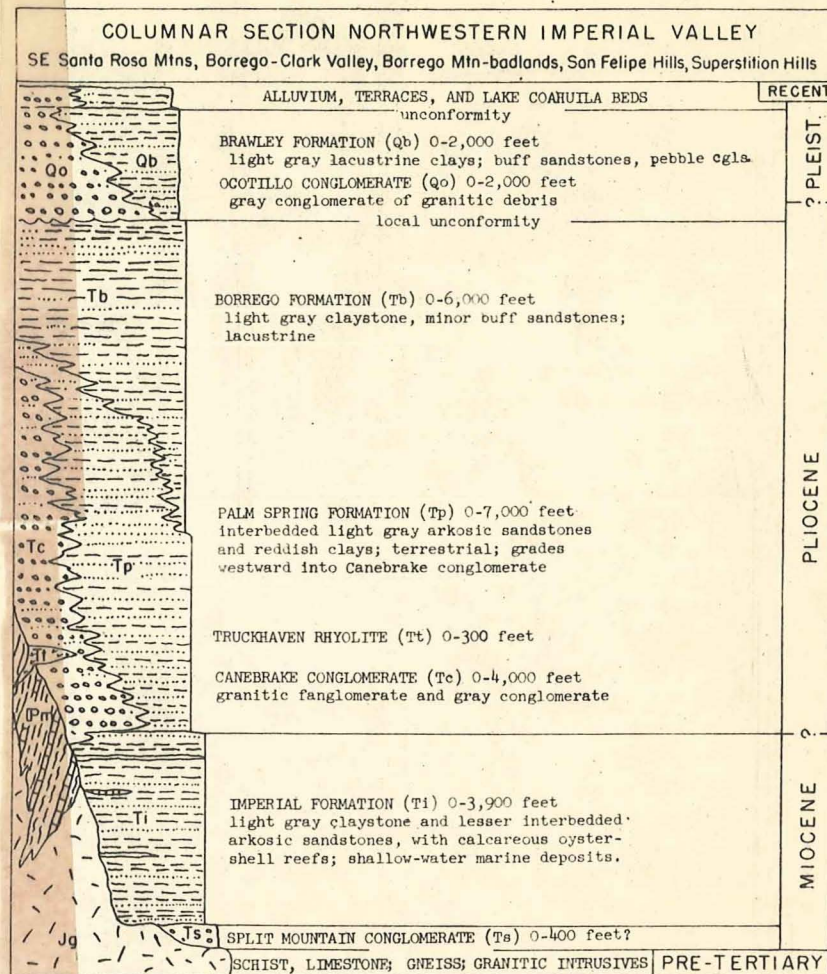 COLUMNAR SECTION NORTHWESTERN IMPERIAL VALLEY
SE Santa Rosa Mtns, Borrego-Clark Valley, Borrego Mtn-badlands, San Felipe Hills, Superstition Hills
ALLUVIUM, TERRACES, AND LAKE COAHUILA BEDS
RECENT
unconformity
BRAWLEY FORMATION (Qb) 0-2,000 feet
light gray lacustrine clays; buff sandstones, pebble cgls.
OCOTILLO CONGLOMERATE (Qo) 0-2,000 feet
gray conglomerate of granitic debris
Qo
Qb
PLEIST.
?
local unconformity
Tb
BORREGO FORMATION (Tb) 0-6,000 feet
light gray claystone, minor buff sandstones;
lacustrine
PALM SPRING FORMATION (Tp) 0-7,000 feet
interbedded light gray arkosic sandstones
and reddish clays; terrestrial; grades
westward into Canebrake conglomerate
Tc
Tp
PLIOCENE
TRUCKHAVEN RHYOLITE (Tt) 0-300 feet
Tt
CANEBRAKE CONGLOMERATE (Tc) 0-4,000 feet
granitic fanglomerate and gray conglomerate
?
IMPERIAL FORMATION (Ti) 0-3,900 feet
light gray claystone and lesser interbedded
arkosic sandstones, with calcareous oyster-
shell reefs; shallow-water marine deposits.
Ti
MIOCENE
Ts
SPLIT MOUNTAIN CONGLOMERATE (Ts) 0-400 feet?
Jg
SCHIST, LIMESTONE; GNEISS; GRANITIC INTRUSIVES
PRE-TERTIARY